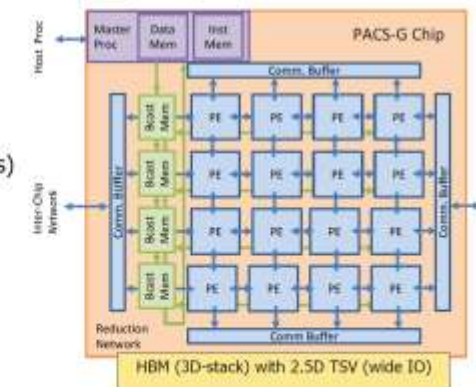 PACS-G Chip
Master
Proc
Data
Mem
Inst
Mem
Host Proc
Comm. Buffer
Bcast
Mem
PE PE PE PE
s)
Bcast
Mem
PE PE PE PE
Comm. Buffer
Comm. Buffer
Inter-Chip
Network
Bcast
Mem
PE PE PE PE
Bcast
Mem
PE PE PE PE
Reduction
Network
Comm Buffer
HBM (3D-stack) with 2.5D TSV (wide IO)